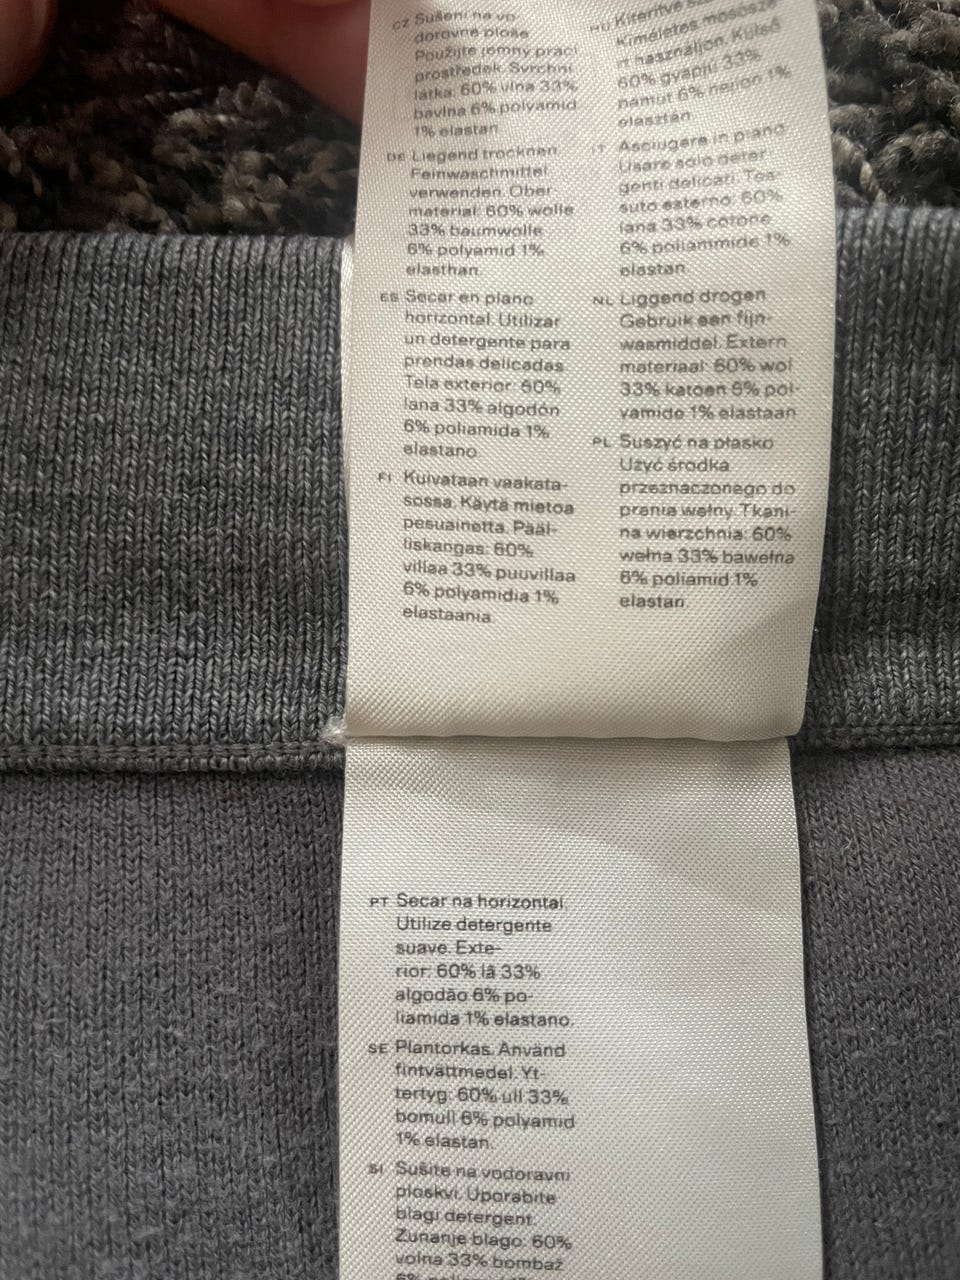 CZ Sušení na vo
dorovné ploše.
Použijte jemný prací
prostředek. Svrchní
látka: 60% vlna 33%
bavlna 6% polyamid
1% elastan.
DE Liegend trocknen.
Feinwaschmittel
verwenden. Ober
material: 60% wolle
33% baumwolle
6% polyamid 1%
elasthan.
ES Secar en plano
horizontal. Utilizar
un detergente para
prendas delicadas.
Tela exterior: 60%
lana 33% algodón
6% poliamida 1%
elastano.
FI Kuivataan vaakata-
sossa. Käytä mietoa
pesuainetta. Pääl-
liskangas: 60%
villaa 33% puuvillaa
6% polyamidia 1%
elastaania.
HU Kiterítve
Kíméletes mosósze
rt használjon. Külső
60% gyapjú 33%
pamut 6% nejlon 1%
elasztán.
IT Asciugare in piano.
Usare solo deter
genti delicati. Tes-
suto esterno: 60%
lana 33% cotone
6% poliammide 1%
elastan.
NL Liggend drogen.
Gebruik een fijn-
wasmiddel. Extern
materiaal: 60% wol
33% katoen 6% pol-
yamide 1% elastaan
PL Suszyć na płasko
Użyć środka
przeznaczonego do
prania wełny. Tkani-
na wierzchnia: 60%
wełna 33% bawełna
6% poliamid 1%
elastan.
PT Secar na horizontal.
Utilize detergente
suave. Exte-
rior: 60% lã 33%
algodão 6% po-
liamida 1% elastano.
SE Plantorkas. Använd
fintvättmedel. Yt-
tertyg: 60% ull 33%
bomull 6% polyamid
1% elastan.
SI Sušite na vodoravni
ploskvi. Uporabite
blagi detergent.
Zunanje blago: 60%
volna 33% bombaž